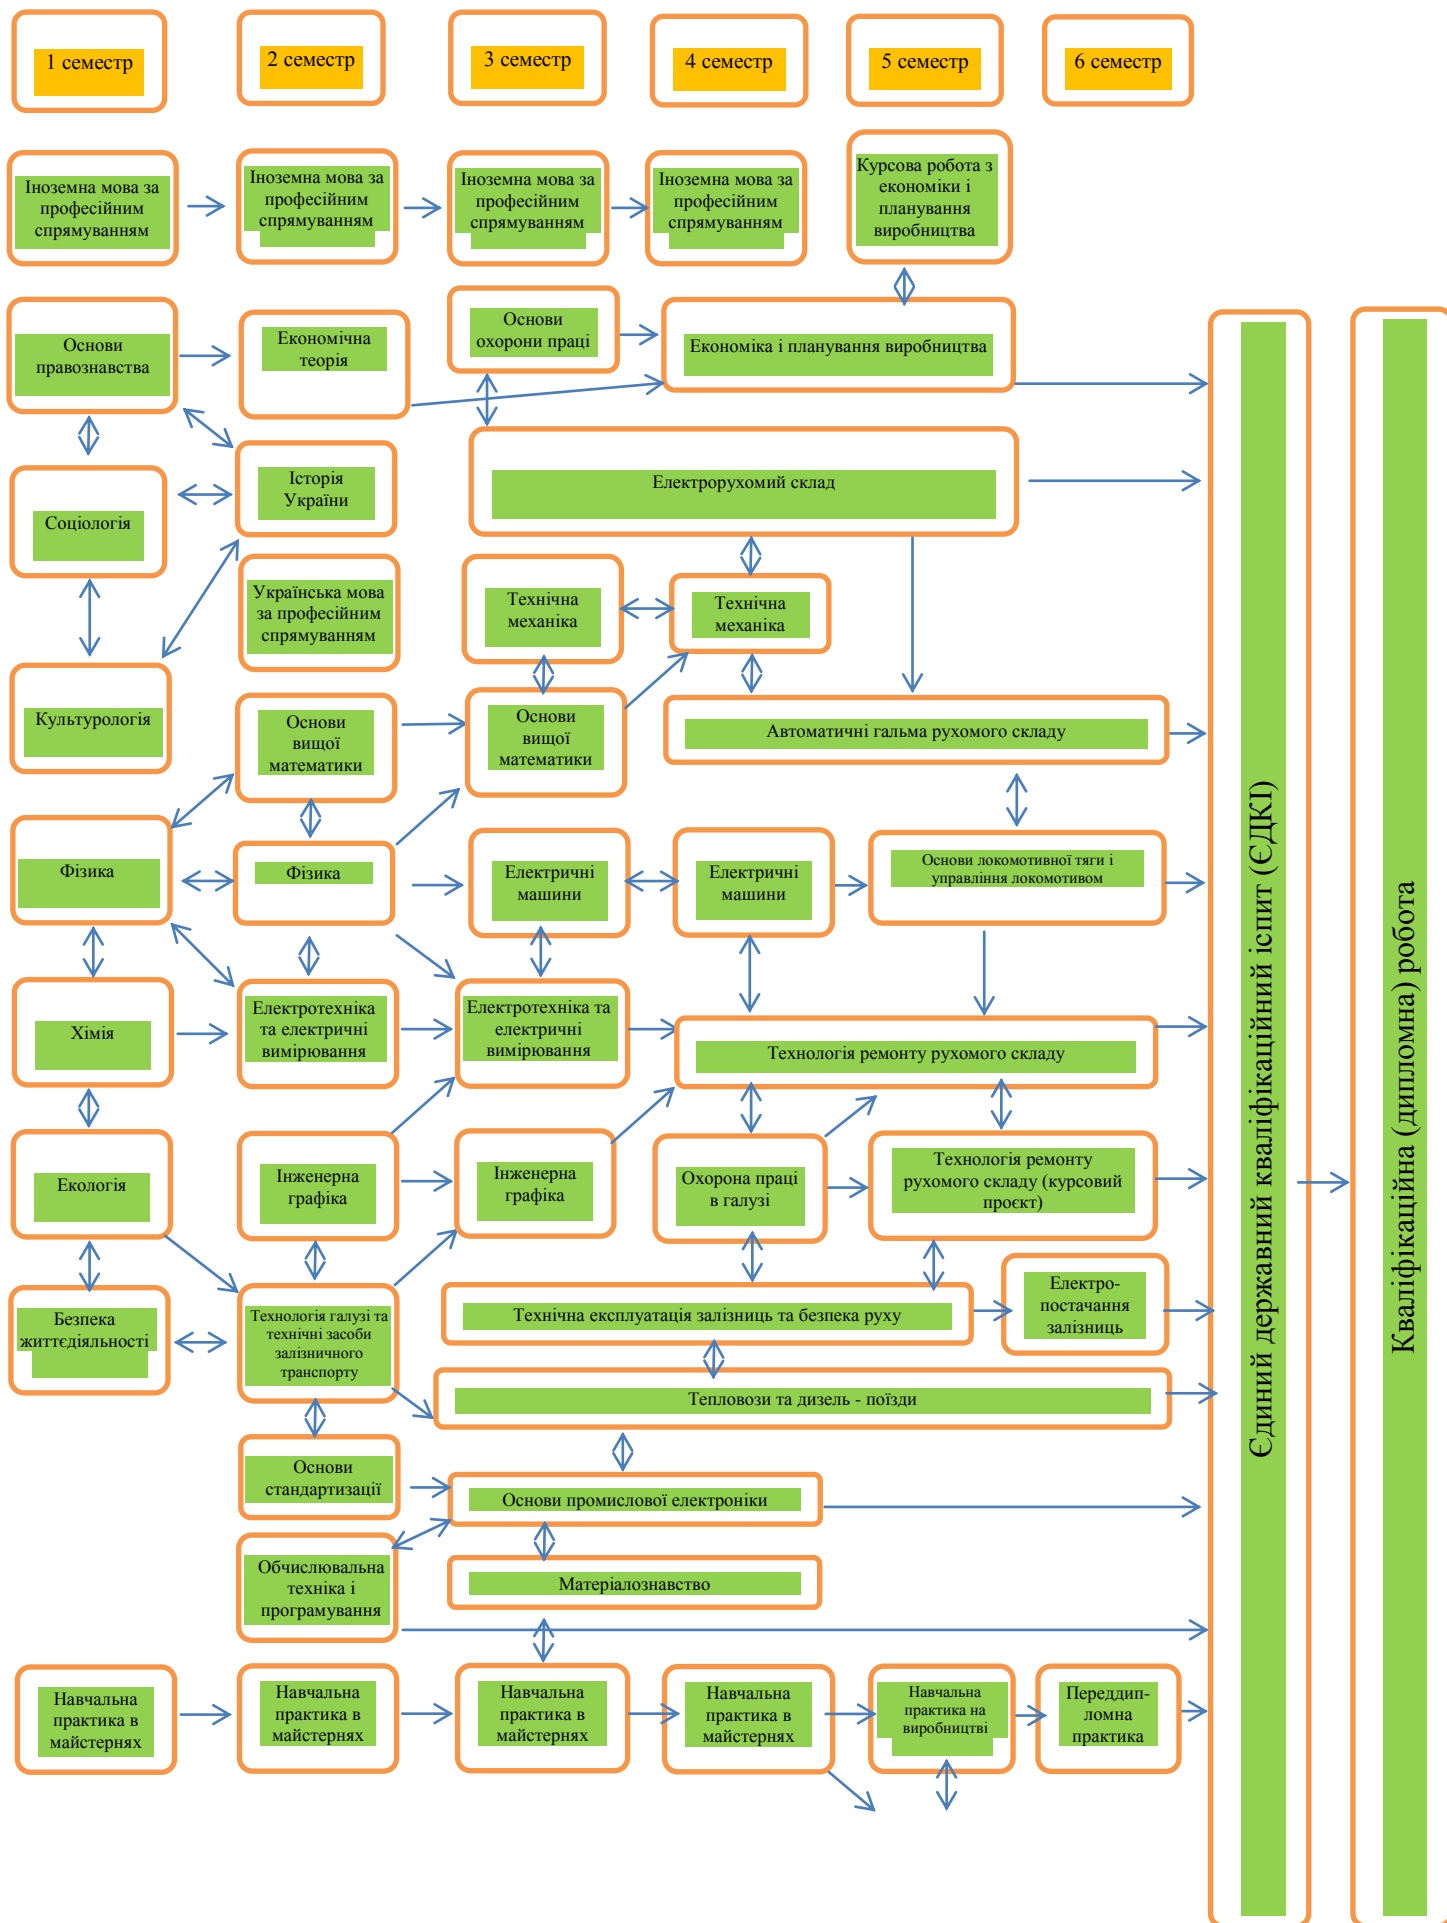 1 семестр
2 семестр
3 семестр
4 семестр
5 семестр
6 семестр
Іноземна мова за
професійним
спрямуванням
Іноземна мова за
професійним
спрямуванням
Іноземна мова за
професійним
спрямуванням
Іноземна мова за
професійним
спрямуванням
Курсова робота з
економіки і
планування
виробництва
Основи
правознавства
Економічна
теорія
Основи
охорони праці
Економіка і планування виробництва
Соціологія
Історія
України
Електрорухомий склад
Українська мова
за професійним
спрямуванням
Технічна
механіка
Технічна
механіка
Культурологія
Основи
вищої
математики
Основи
вищої
математики
Автоматичні гальма рухомого складу
Фізика
Фізика
Електричні
машини
Електричні
машини
Основи локомотивної тяги і
управління локомотивом
Хімія
Електротехніка
та електричні
вимірювання
Електротехніка та
електричні
вимірювання
Технологія ремонту рухомого складу
Екологія
Інженерна
графіка
Інженерна
графіка
Охорона праці
в галузі
Технологія ремонту
рухомого складу (курсовий
проєкт)
Безпека
життєдіяльності
Технологія галузі та
технічні засоби
залізничного
транспорту
Технічна експлуатація залізниць та безпека руху
Електро-
постачання
залізниць
Тепловози та дизель - поїзди
Основи
стандартизації
Основи промислової електроніки
Обчислювальна
техніка і
програмування
Матеріалознавство
Навчальна
практика в
майстернях
Навчальна
практика в
майстернях
Навчальна
практика в
майстернях
Навчальна
практика в
майстернях
Навчальна
практика на
виробництві
Переддип-
ломна
практика
Єдиний державний кваліфікаційний іспит (ЄДКІ)
Кваліфікаційна (дипломна) робота